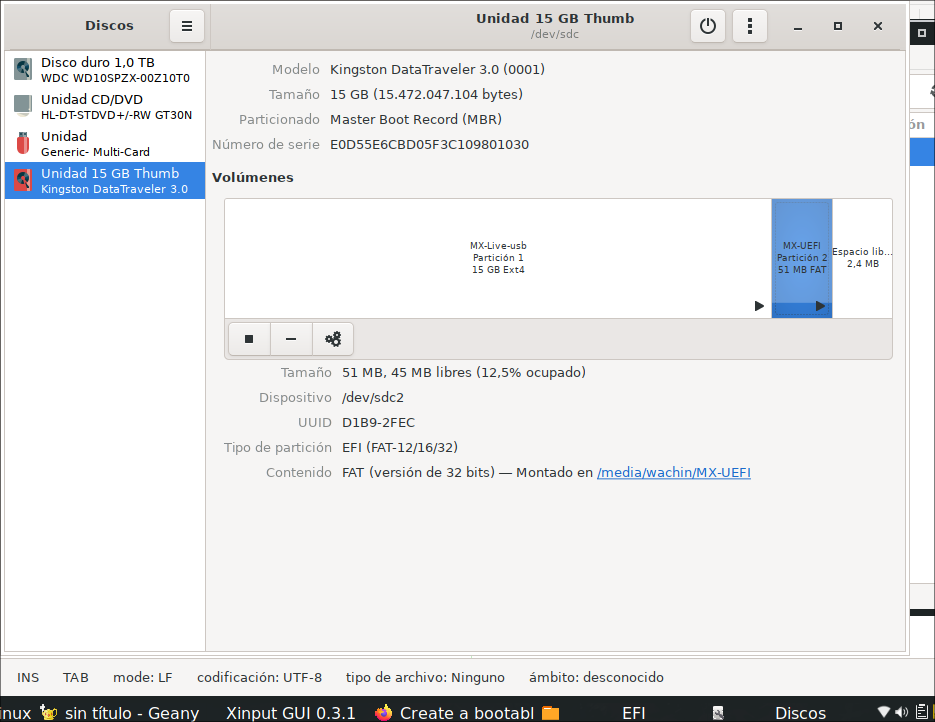 Discos
Unidad 15 GB Thumb
/dev/sdc
Disco duro 1,0 TB
WDC WD10SPZX-00Z10T0
Unidad CD/DVD
HL-DT-STDVD+/-RW GT30N
Unidad
Generic- Multi-Card
Unidad 15 GB Thumb
Kingston DataTraveler 3.0
Modelo Kingston DataTraveler 3.0 (0001)
Tamaño 15 GB (15.472.047.104 bytes)
Particionado Master Boot Record (MBR)
Número de serie E0D55E6CBD05F3C109801030
Volúmenes
MX-Live-usb
Partición 1
15 GB Ext4
MX-UEFI
Partición 2
51 MB FAT
Espacio lib...
2,4 MB
Tamaño 51 MB, 45 MB libres (12,5% ocupado)
Dispositivo /dev/sdc2
UUID D1B9-2FEC
Tipo de partición EFI (FAT-12/16/32)
Contenido FAT (versión de 32 bits) — Montado en /media/wachin/MX-UEFI
ón
INS TAB mode: LF codificación: UTF-8 tipo de archivo: Ninguno ámbito: desconocido
inux sin título - Geany Xinput GUI 0.3.1 Create a bootabl EFI Discos